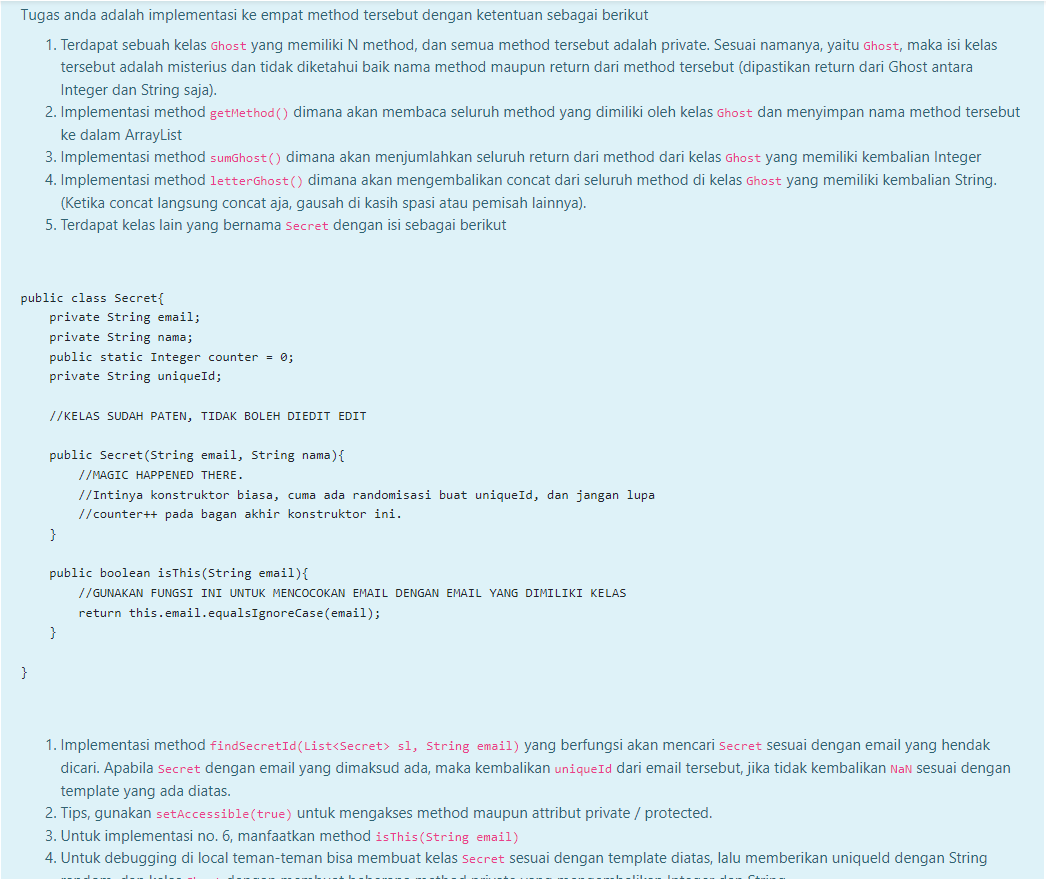 Tugas anda adalah implementasi ke empat method tersebut dengan ketentuan sebagai berikut
1. Terdapat sebuah kelas Ghost yang memiliki N method, dan semua method tersebut adalah private. Sesuai namanya, yaitu Ghost, maka isi kelas
tersebut adalah misterius dan tidak diketahui baik nama method maupun return dari method tersebut (dipastikan return dari Ghost antara
Integer dan String saja).
2. Implementasi method getMethod() dimana akan membaca seluruh method yang dimiliki oleh kelas Ghost dan menyimpan nama method tersebut
ke dalam ArrayList
3. Implementasi method sumGhost() dimana akan menjumlahkan seluruh return dari method dari kelas Ghost yang memiliki kembalian Integer
4. Implementasi method letterGhost() dimana akan mengembalikan concat dari seluruh method di kelas Ghost yang memiliki kembalian String.
(Ketika concat langsung concat aja, gausah di kasih spasi atau pemisah lainnya).
5. Terdapat kelas lain yang bernama Secret dengan isi sebagai berikut
public class Secret{
private String email;
private String nama;
public static Integer counter = 0;
private String uniqueId;
//KELAS SUDAH PATEN, TIDAK BOLEH DIEDIT EDIT
public Secret(String email, String nama){
//MAGIC HAPPENED THERE.
//Intinya konstruktor biasa, cuma ada randomisasi buat uniqueId, dan jangan lupa
//counter++ pada bagan akhir konstruktor ini.
}
public boolean isThis(String email){
//GUNAKAN FUNGSI INI UNTUK MENCOCOKAN EMAIL DENGAN EMAIL YANG DIMILIKI KELAS
return this.email.equalsIgnoreCase(email);
}
}
1. Implementasi method findSecretId(List<Secret> sl, String email) yang berfungsi akan mencari Secret sesuai dengan email yang hendak
dicari. Apabila Secret dengan email yang dimaksud ada, maka kembalikan uniqueId dari email tersebut, jika tidak kembalikan NaN sesuai dengan
template yang ada diatas.
2. Tips, gunakan setAccessible(true) untuk mengakses method maupun attribut private / protected.
3. Untuk implementasi no. 6, manfaatkan method isThis(String email)
4. Untuk debugging di local teman-teman bisa membuat kelas Secret sesuai dengan template diatas, lalu memberikan uniqueId dengan String